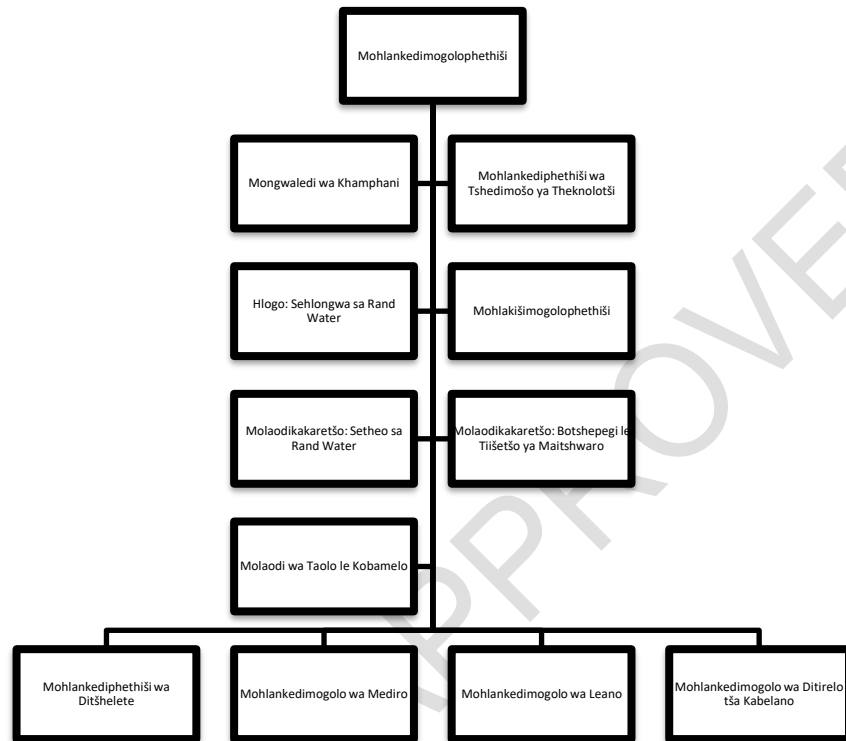 Mohlankedimogolophethiši
Mongwaledi wa Khamphani
Mohlankediphethiši wa
Tshedimošo ya Theknolotši
Hlogo: Sehlongwa sa Rand
Water
Mohlakišimogolophethiši
Molaodikakaretšo: Setheo sa
Rand Water
Molaodikakaretšo: Botshepegi le
Tiišetšo ya Maitshwaro
Molaodi wa Taolo le Kobamelo
Mohlankediphethiši wa
Ditšhelete
Mohlankedimogolo wa Mediro
Mohlankedimogolo wa Leano
Mohlankedimogolo wa Ditirelo
tša Kabelano